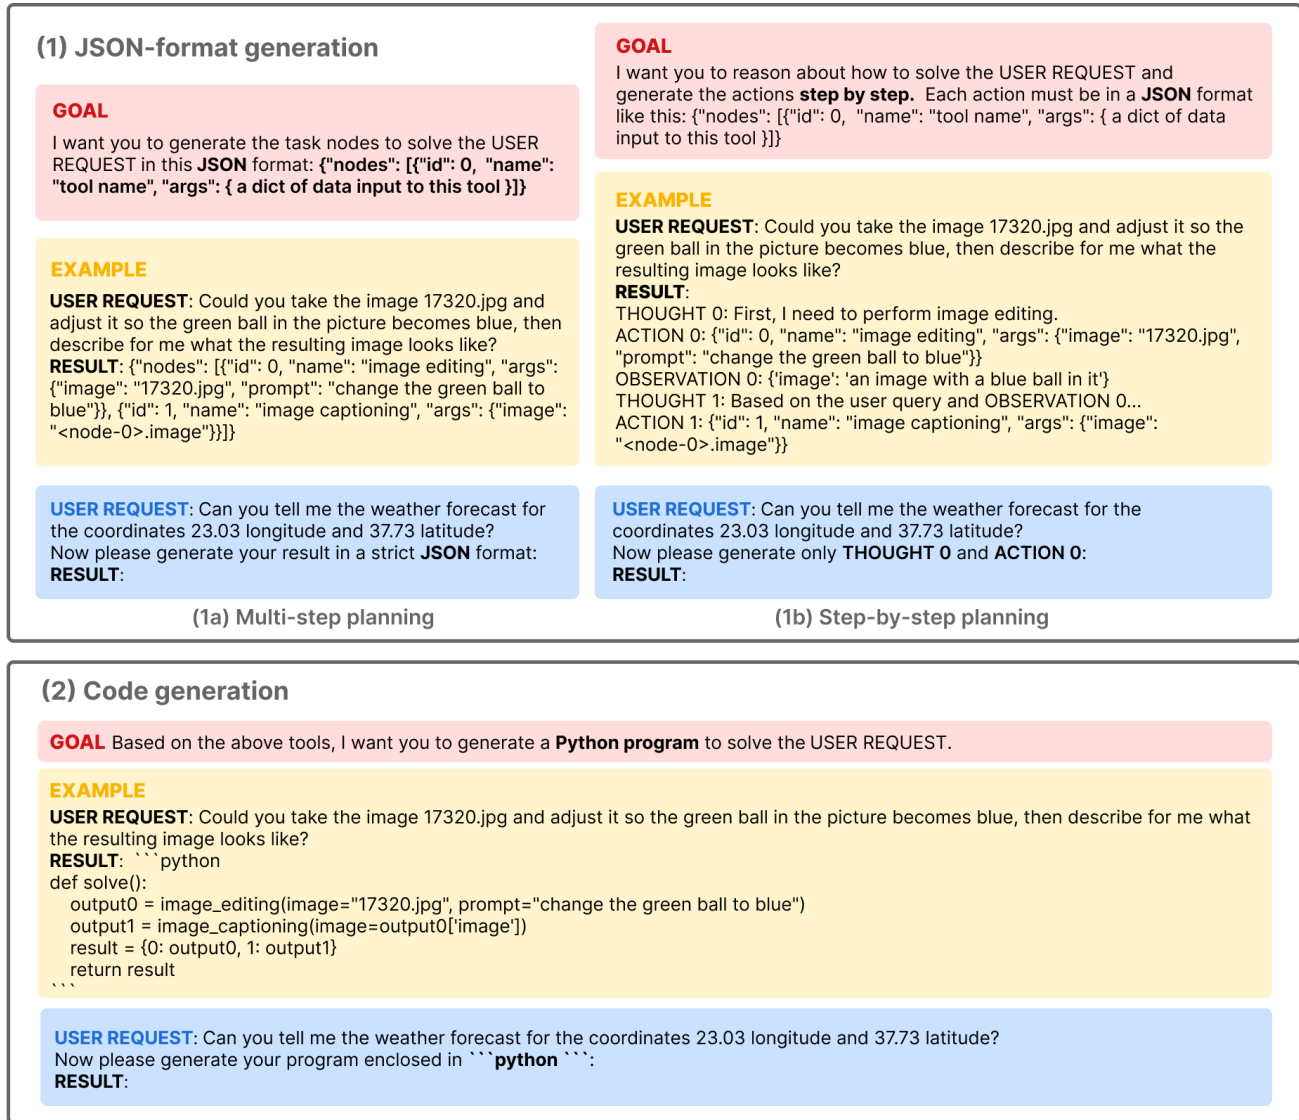 (1) JSON-format generation
GOAL
I want you to generate the task nodes to solve the USER
REQUEST in this JSON format: {"nodes": [{"id": 0,  "name":
"tool name", "args": { a dict of data input to this tool }]}
EXAMPLE
USER REQUEST: Could you take the image 17320.jpg and
adjust it so the green ball in the picture becomes blue, then
describe for me what the resulting image looks like?
RESULT: {"nodes": [{"id": 0, "name": "image editing", "args":
{"image": "17320.jpg", "prompt": "change the green ball to
blue"}}, {"id": 1, "name": "image captioning", "args": {"image":
"<node-0>.image"}}]}
USER REQUEST: Can you tell me the weather forecast for
the coordinates 23.03 longitude and 37.73 latitude?
Now please generate your result in a strict JSON format:
RESULT:
(1a) Multi-step planning
GOAL
I want you to reason about how to solve the USER REQUEST and
generate the actions step by step.  Each action must be in a JSON format
like this: {"nodes": [{"id": 0,  "name": "tool name", "args": { a dict of data
input to this tool }]}
EXAMPLE
USER REQUEST: Could you take the image 17320.jpg and adjust it so the
green ball in the picture becomes blue, then describe for me what the
resulting image looks like?
RESULT:
THOUGHT 0: First, I need to perform image editing.
ACTION 0: {"id": 0, "name": "image editing", "args": {"image": "17320.jpg",
"prompt": "change the green ball to blue"}}
OBSERVATION 0: {'image': 'an image with a blue ball in it'}
THOUGHT 1: Based on the user query and OBSERVATION 0...
ACTION 1: {"id": 1, "name": "image captioning", "args": {"image":
"<node-0>.image"}}
USER REQUEST: Can you tell me the weather forecast for the
coordinates 23.03 longitude and 37.73 latitude?
Now please generate only THOUGHT 0 and ACTION 0:
RESULT:
(1b) Step-by-step planning
(2) Code generation
GOAL Based on the above tools, I want you to generate a Python program to solve the USER REQUEST.
EXAMPLE
USER REQUEST: Could you take the image 17320.jpg and adjust it so the green ball in the picture becomes blue, then describe for me what
the resulting image looks like?
RESULT:  ```python
def solve():
    output0 = image_editing(image="17320.jpg", prompt="change the green ball to blue")
    output1 = image_captioning(image=output0['image'])
    result = {0: output0, 1: output1}
    return result
```
USER REQUEST: Can you tell me the weather forecast for the coordinates 23.03 longitude and 37.73 latitude?
Now please generate your program enclosed in ```python ```:
RESULT: